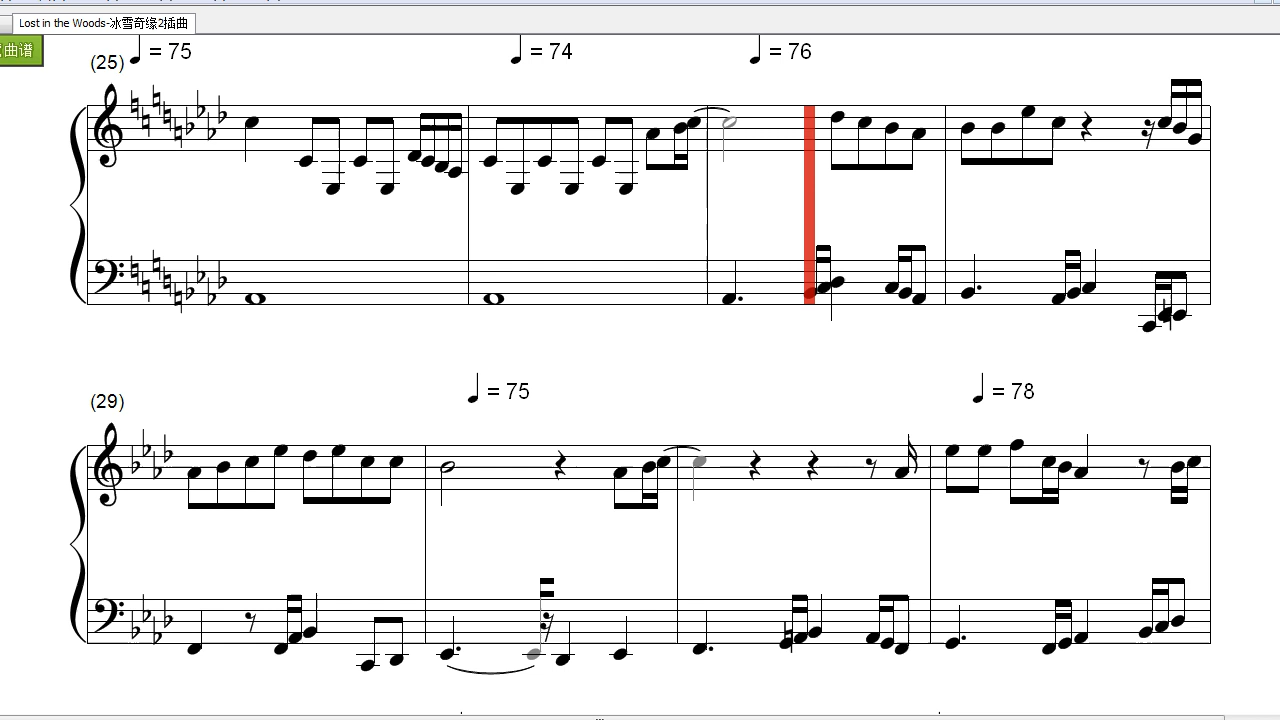 Lost in the Woods-冰雪奇缘2插曲
曲谱
(25) = 75 = 74 = 76
(29) = 75 = 78